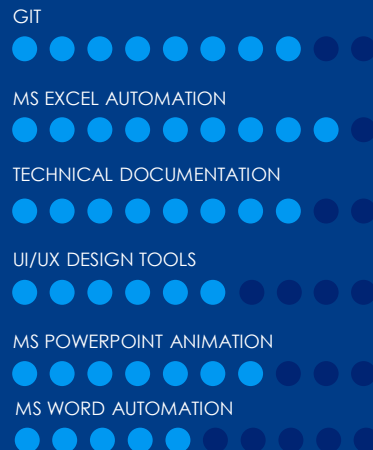 GIT
MS EXCEL AUTOMATION
TECHNICAL DOCUMENTATION
UI/UX DESIGN TOOLS
MS POWERPOINT ANIMATION
MS WORD AUTOMATION